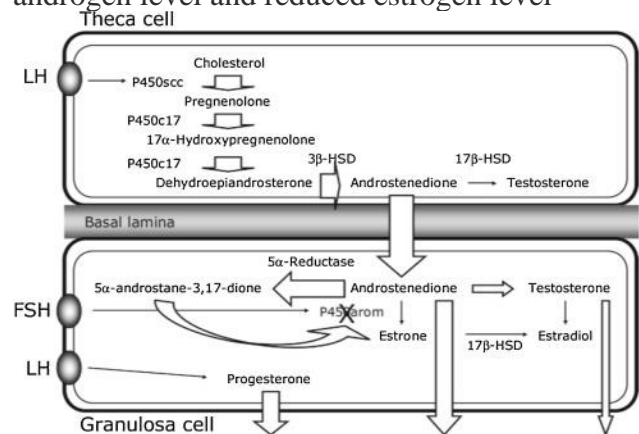 androgen level and reduced estrogen level
Theca cell
LH
Cholesterol
P450scc
Pregnenolone
P450c17
17α-Hydroxypregnenolone
P450c17
3β-HSD
17β-HSD
Dehydroepiandrosterone
Androstenedione
Testosterone
Basal lamina
5α-Reductase
5α-androstane-3,17-dione
Androstenedione
Testosterone
FSH
P450arom
Estrone
17β-HSD
Estradiol
LH
Progesterone
Granulosa cell